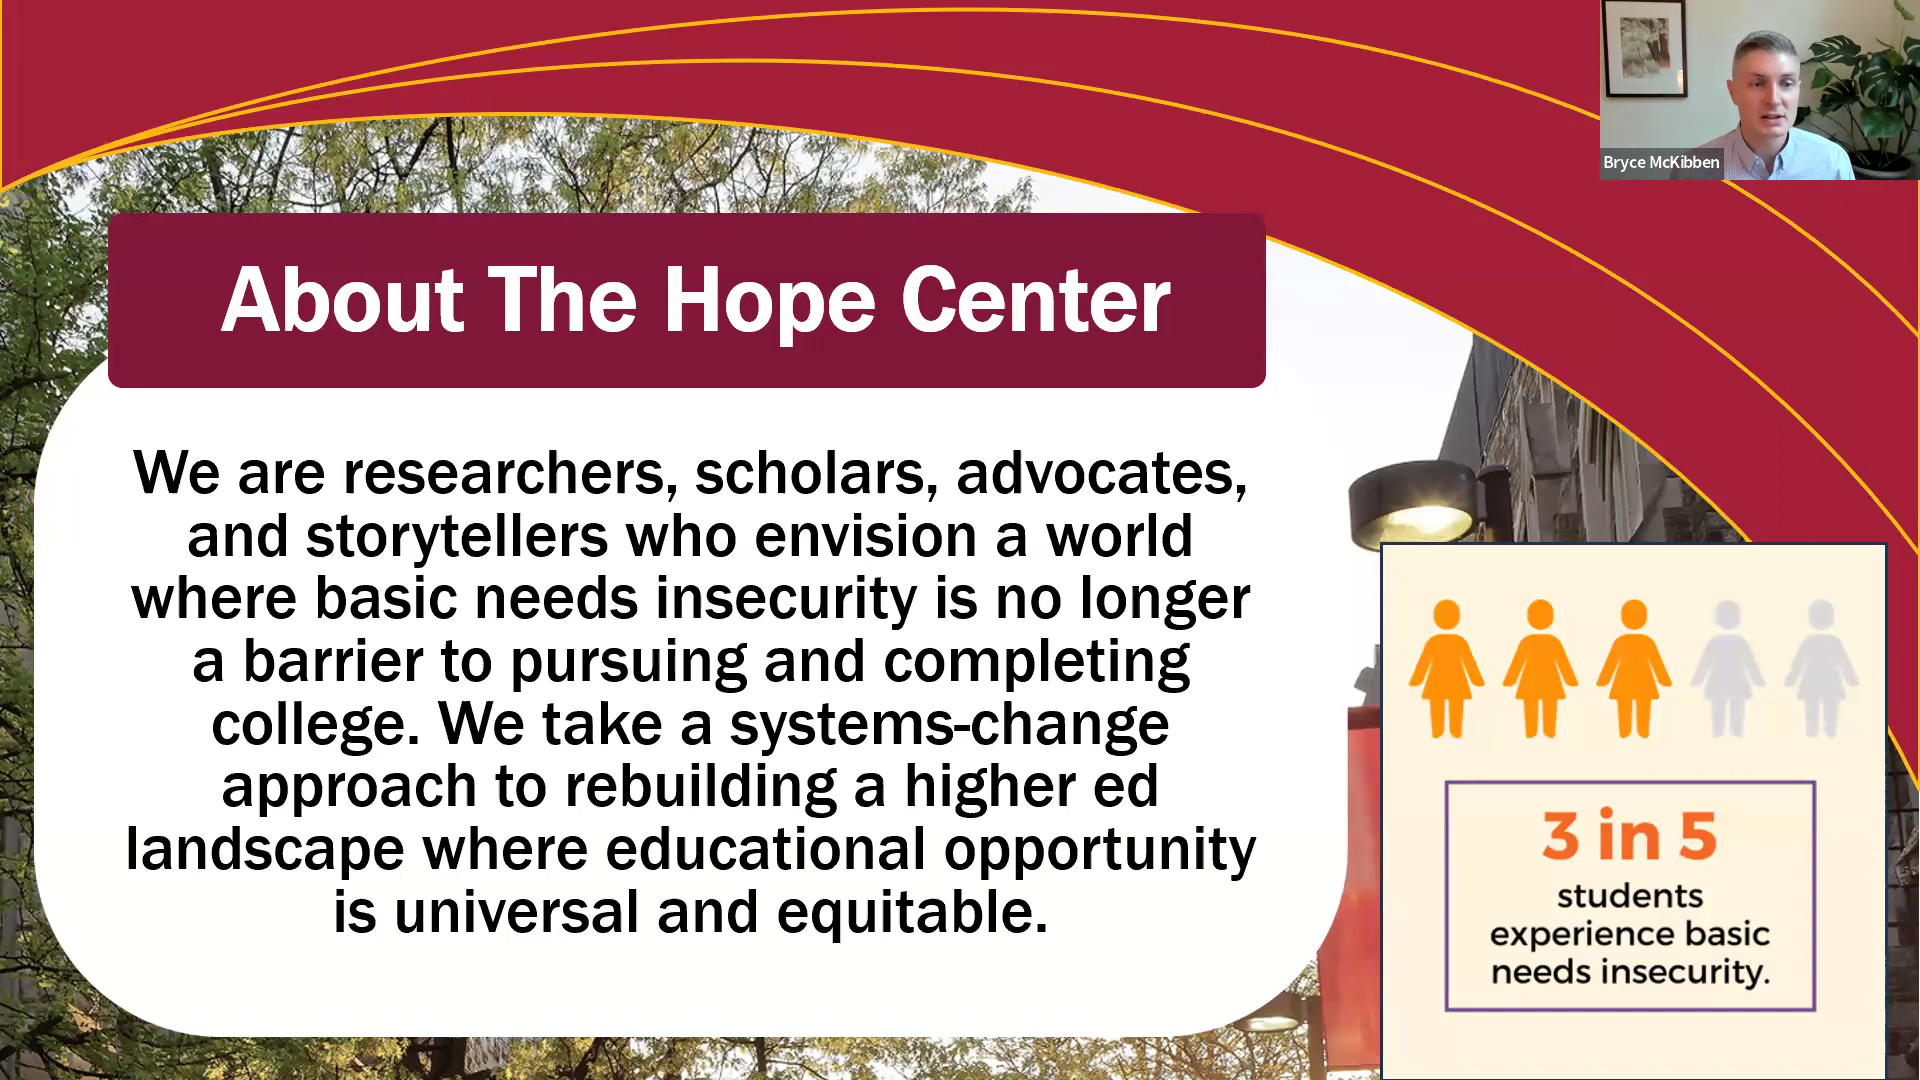 Bryce McKibben
About The Hope Center
We are researchers, scholars, advocates,
and storytellers who envision a world
where basic needs insecurity is no longer
a barrier to pursuing and completing
college. We take a systems-change
approach to rebuilding a higher ed
landscape where educational opportunity
is universal and equitable.
3 in 5
students
experience basic
needs insecurity.